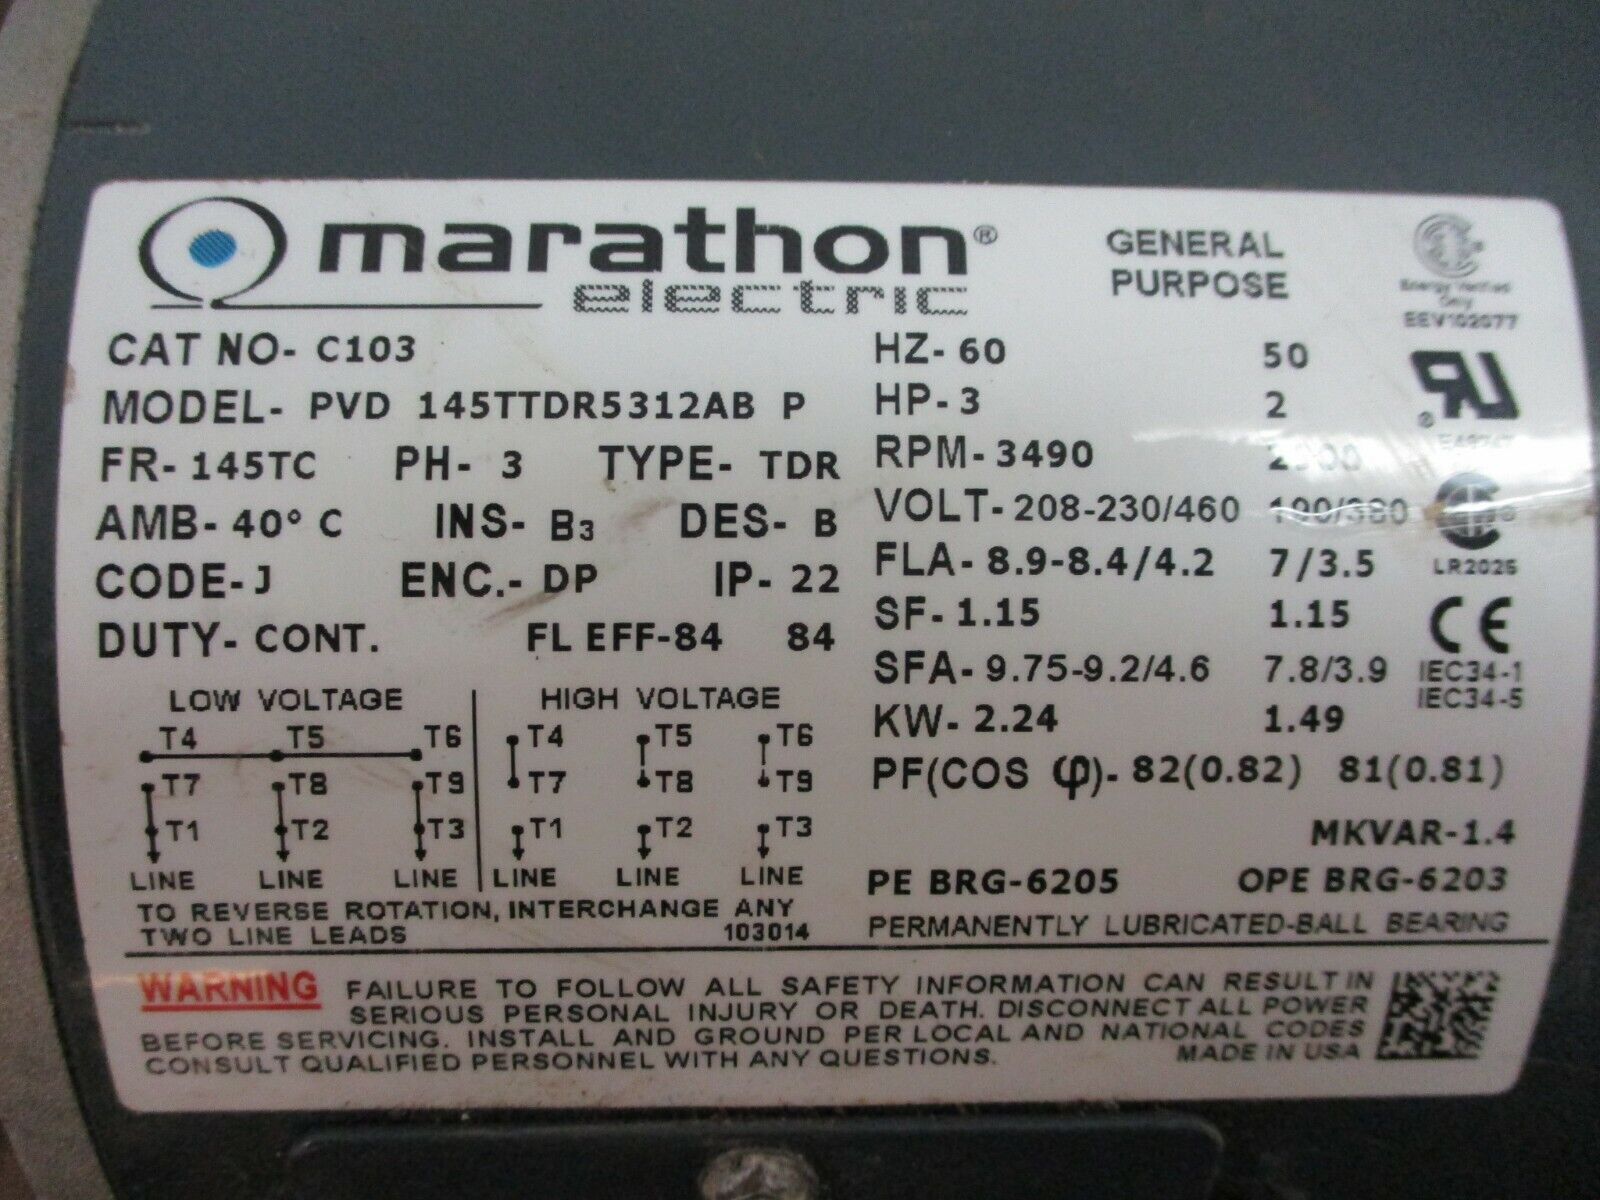 marathon®
electric
GENERAL
PURPOSE
Energy Verified
EEV102077
CAT NO- C103
MODEL- PVD 145TTDR5312AB P
FR- 145TC PH- 3 TYPE- TDR
AMB- 40° C INS- B3 DES- B
CODE- J ENC.- DP IP- 22
DUTY- CONT. FL EFF-84 84
HZ- 60 50
HP- 3 2
RPM- 3490
VOLT- 208-230/460 190/380
FLA- 8.9-8.4/4.2 7/3.5
SF- 1.15 1.15
SFA- 9.75-9.2/4.6 7.8/3.9
KW- 2.24 1.49
PF(COS φ)- 82(0.82) 81(0.81)
MKVAR-1.4
PE BRG-6205 OPE BRG-6203
PERMANENTLY LUBRICATED-BALL BEARING
LR2025
CE
IEC34-1
IEC34-5
LOW VOLTAGE HIGH VOLTAGE
T4 T5 T6 T4 T5 T6
T7 T8 T9 T7 T8 T9
T1 T2 T3 T1 T2 T3
LINE LINE LINE LINE LINE LINE
TO REVERSE ROTATION, INTERCHANGE ANY
TWO LINE LEADS 103014
WARNING FAILURE TO FOLLOW ALL SAFETY INFORMATION CAN RESULT IN
SERIOUS PERSONAL INJURY OR DEATH. DISCONNECT ALL POWER
BEFORE SERVICING. INSTALL AND GROUND PER LOCAL AND NATIONAL CODES
CONSULT QUALIFIED PERSONNEL WITH ANY QUESTIONS. MADE IN USA